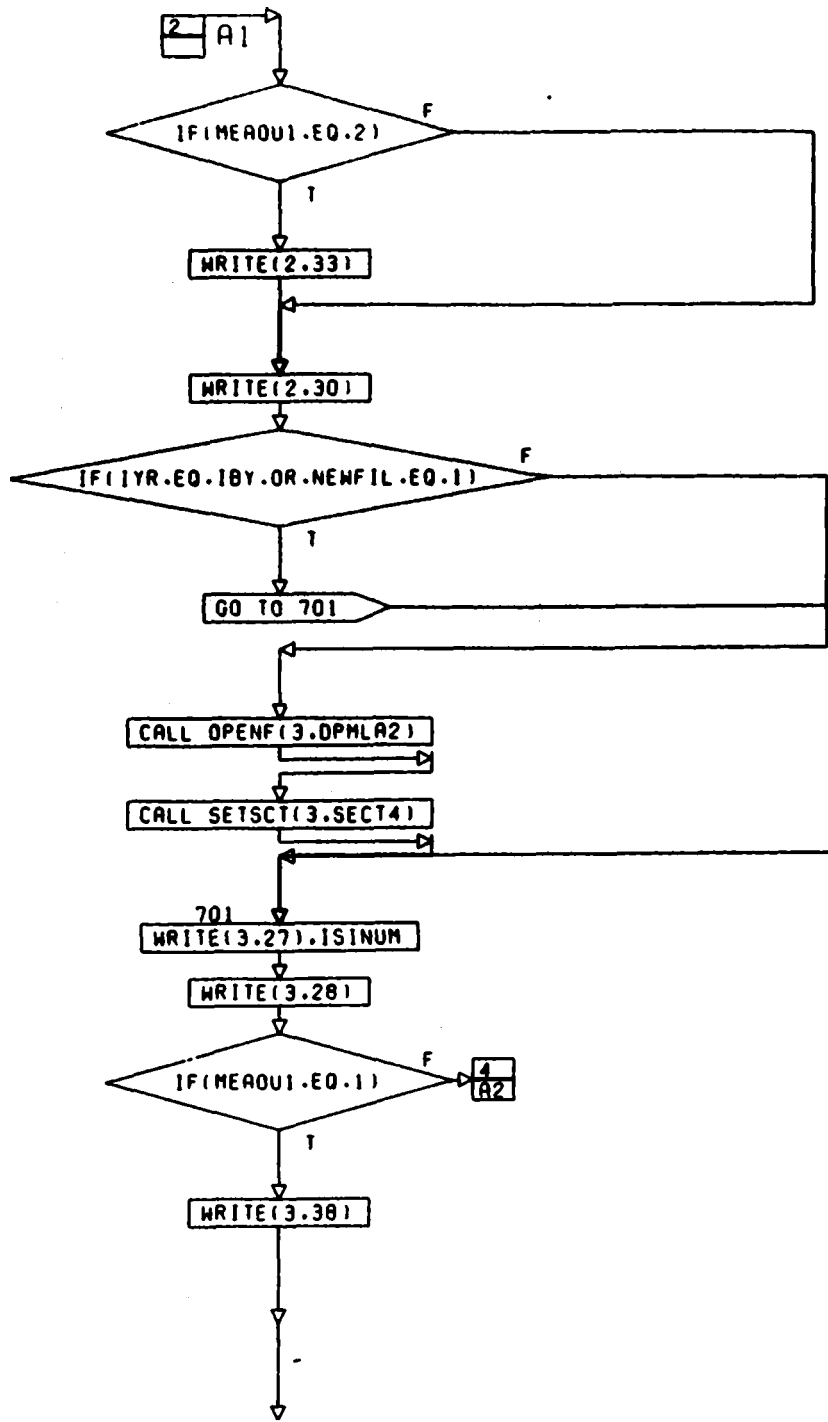 2
A1
F
IF(MEAOUI.EQ.2)
T
WRITE(2.33)
WRITE(2.30)
F
IF(IYR.EQ.IBY.OR.NEWFIL.EQ.1)
T
GO TO 701
CALL OPENF(3.DPMLA2)
CALL SETSCT(3.SECT4)
701
WRITE(3.27).ISINUM
WRITE(3.28)
F
IF(MEAOUI.EQ.1)
4
A2
T
WRITE(3.38)